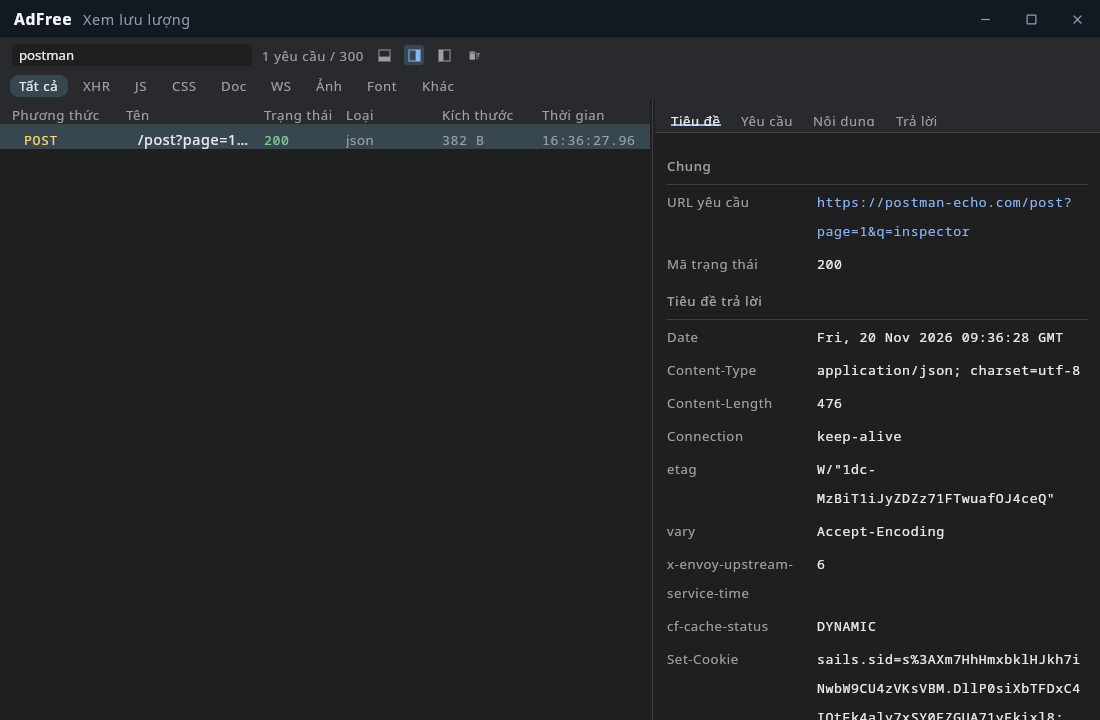 AdFree Xem lưu lượng
postman 1 yêu cầu / 300
Tất cả XHR JS CSS Doc WS Ảnh Font Khác
Phương thức Tên Trạng thái Loại Kích thước Thời gian
POST /post?page=1... 200 json 382 B 16:36:27.96
Tiêu đề Yêu cầu Nội dung Trả lời
Chung
URL yêu cầu https://postman-echo.com/post?
page=1&q=inspector
Mã trạng thái 200
Tiêu đề trả lời
Date Fri, 20 Nov 2026 09:36:28 GMT
Content-Type application/json; charset=utf-8
Content-Length 476
Connection keep-alive
etag W/"1dc-
MzBiT1iJyZDZz71FTwuafOJ4ceQ"
vary Accept-Encoding
x-envoy-upstream- 6
service-time
cf-cache-status DYNAMIC
Set-Cookie sails.sid=s%3AXm7HhHmxbklHJkh7i
NwbW9CU4zVKsVBM.DllP0siXbTFDxC4